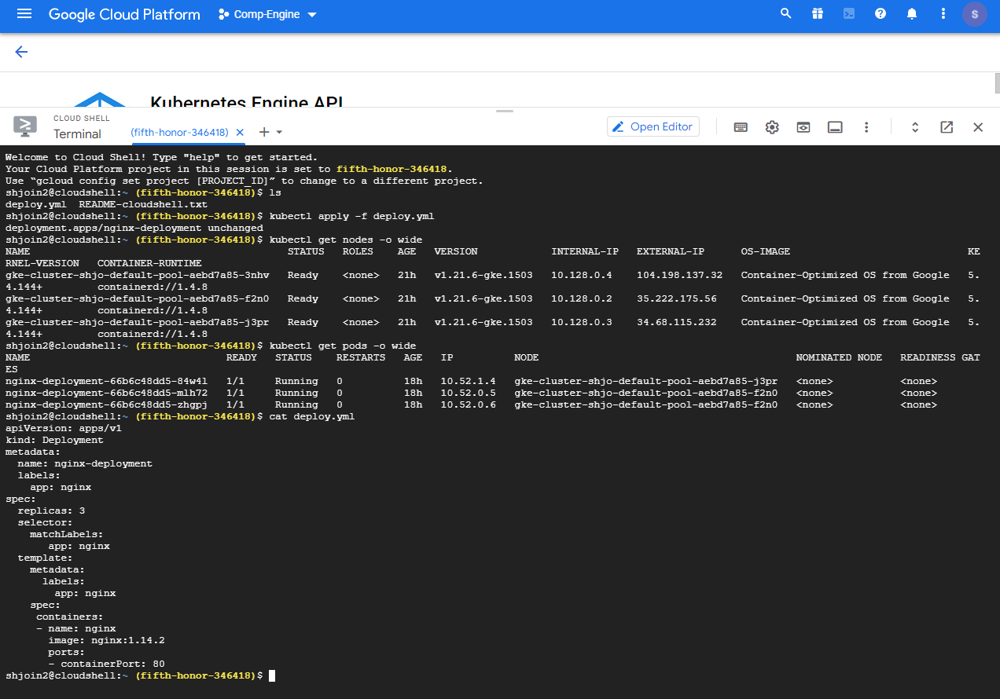 Google Cloud Platform Comp-Engine S
Kubernetes Engine API
CLOUD SHELL
Terminal (fifth-honor-346418) Open Editor
Welcome to Cloud Shell! Type "help" to get started.
Your Cloud Platform project in this session is set to fifth-honor-346418.
Use “gcloud config set project [PROJECT_ID]” to change to a different project.
shjoin2@cloudshell:~ (fifth-honor-346418)$ ls
deploy.yml  README-cloudshell.txt
shjoin2@cloudshell:~ (fifth-honor-346418)$ kubectl apply -f deploy.yml
deployment.apps/nginx-deployment unchanged
shjoin2@cloudshell:~ (fifth-honor-346418)$ kubectl get nodes -o wide
NAME                                          STATUS   ROLES    AGE   VERSION            INTERNAL-IP   EXTERNAL-IP      OS-IMAGE                             KE
RNEL-VERSION   CONTAINER-RUNTIME
gke-cluster-shjo-default-pool-aebd7a85-3nhv   Ready    <none>   21h   v1.21.6-gke.1503   10.128.0.4    104.198.137.32   Container-Optimized OS from Google   5.
4.144+         containerd://1.4.8
gke-cluster-shjo-default-pool-aebd7a85-f2n0   Ready    <none>   21h   v1.21.6-gke.1503   10.128.0.2    35.222.175.56    Container-Optimized OS from Google   5.
4.144+         containerd://1.4.8
gke-cluster-shjo-default-pool-aebd7a85-j3pr   Ready    <none>   21h   v1.21.6-gke.1503   10.128.0.3    34.68.115.232    Container-Optimized OS from Google   5.
4.144+         containerd://1.4.8
shjoin2@cloudshell:~ (fifth-honor-346418)$ kubectl get pods -o wide
NAME                                READY   STATUS    RESTARTS   AGE   IP          NODE                                          NOMINATED NODE   READINESS GAT
ES
nginx-deployment-66b6c48dd5-84w4l   1/1     Running   0          18h   10.52.1.4   gke-cluster-shjo-default-pool-aebd7a85-j3pr   <none>           <none>
nginx-deployment-66b6c48dd5-mlh72   1/1     Running   0          18h   10.52.0.5   gke-cluster-shjo-default-pool-aebd7a85-f2n0   <none>           <none>
nginx-deployment-66b6c48dd5-zhgpj   1/1     Running   0          18h   10.52.0.6   gke-cluster-shjo-default-pool-aebd7a85-f2n0   <none>           <none>
shjoin2@cloudshell:~ (fifth-honor-346418)$ cat deploy.yml
apiVersion: apps/v1
kind: Deployment
metadata:
  name: nginx-deployment
  labels:
    app: nginx
spec:
  replicas: 3
  selector:
    matchLabels:
       app: nginx
  template:
    metadata:
      labels:
        app: nginx
    spec:
     containers:
     - name: nginx
       image: nginx:1.14.2
       ports:
       - containerPort: 80
shjoin2@cloudshell:~ (fifth-honor-346418)$